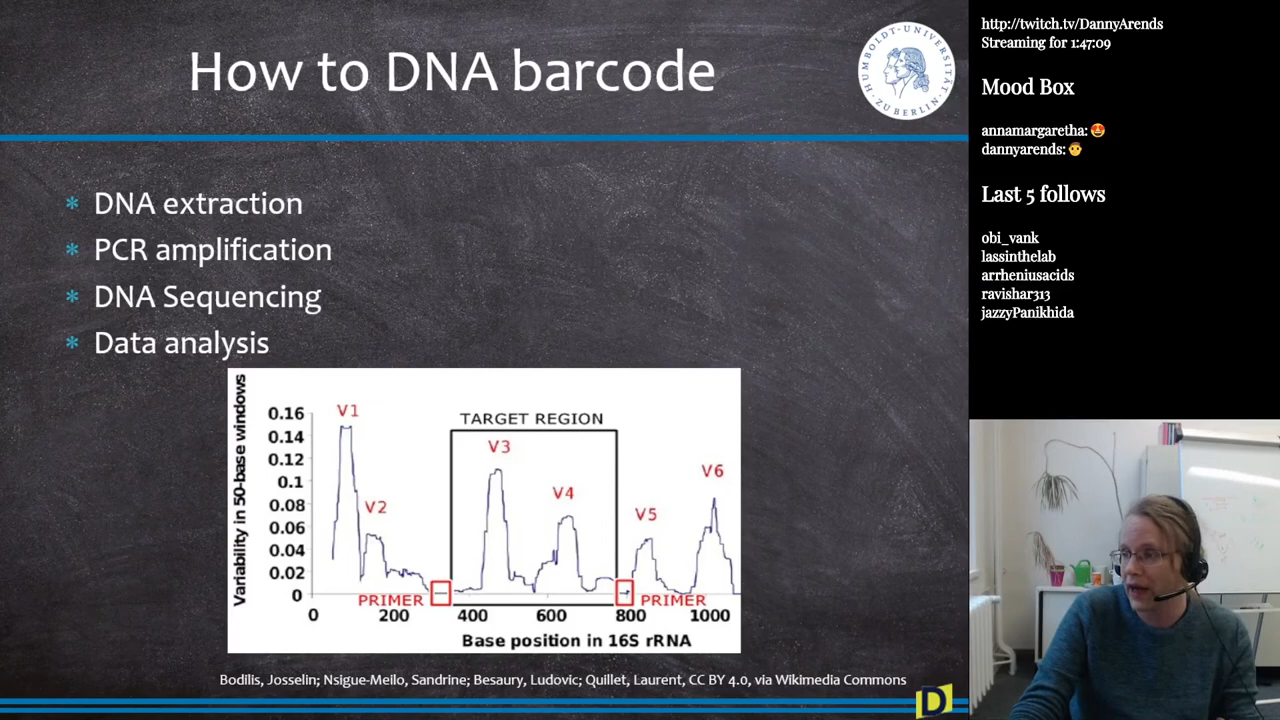 How to DNA barcode
HUMBOLDT-UNIVERSITÄT
ZU BERLIN
* DNA extraction
* PCR amplification
* DNA Sequencing
* Data analysis
Variability in 50-base windows
0.16
0.14
0.12
0.1
0.08
0.06
0.04
0.02
0
V1
V2
TARGET REGION
V3
V4
V5
V6
PRIMER
PRIMER
0 200 400 600 800 1000
Base position in 16S rRNA
Bodilis, Josselin; Nsigue-Meilo, Sandrine; Besaury, Ludovic; Quillet, Laurent, CC BY 4.0, via Wikimedia Commons
D
http://twitch.tv/DannyArends
Streaming for 1:47:09
Mood Box
annamargaretha: 😍
dannyarends: 👨
Last 5 follows
obi_vank
lassinthelab
arrheniusacids
ravishar313
jazzyPanikhida